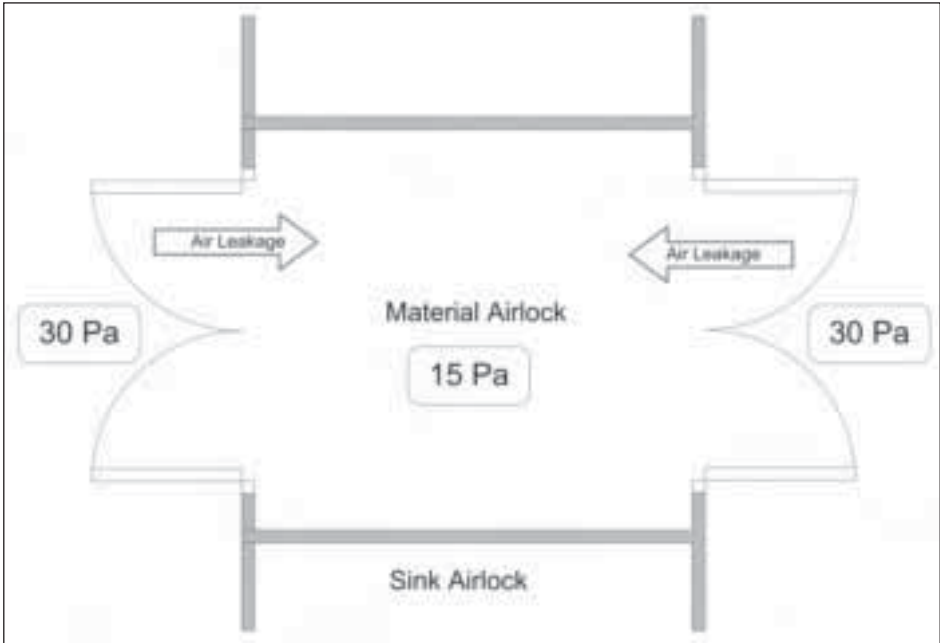 Air Leakage
Air Leakage
Material Airlock
30 Pa
15 Pa
30 Pa
Sink Airlock